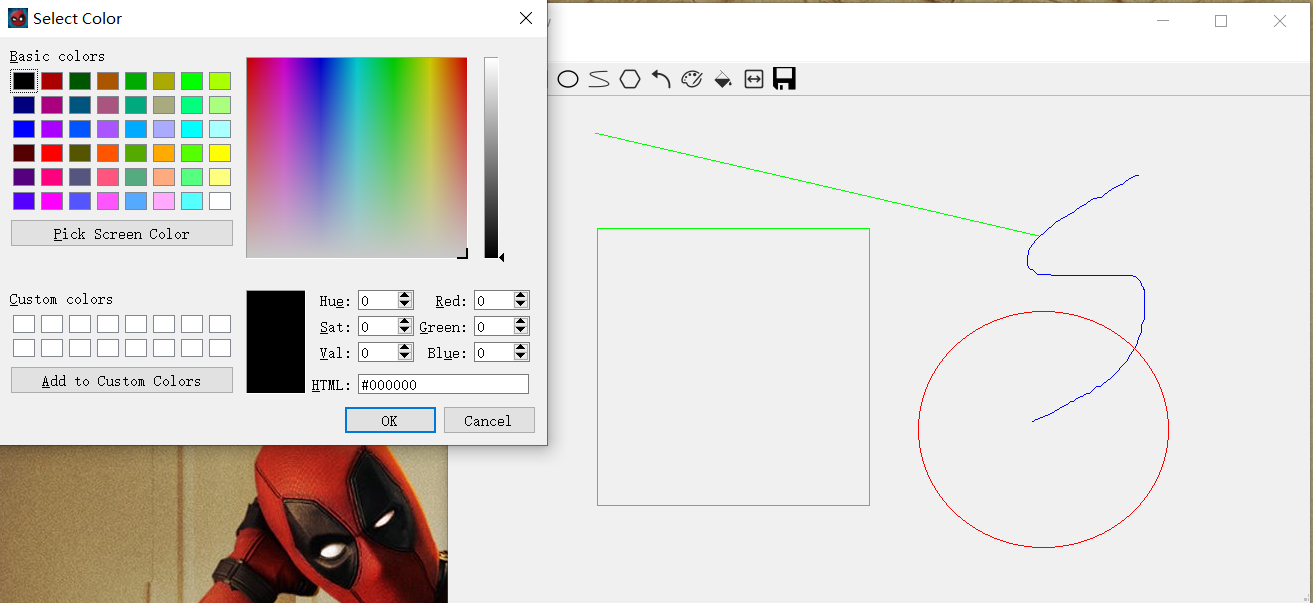 Select Color
Basic colors
Pick Screen Color
Custom colors
Add to Custom Colors
Hue: 0 Red: 0
Sat: 0 Green: 0
Val: 0 Blue: 0
HTML: #000000
OK Cancel